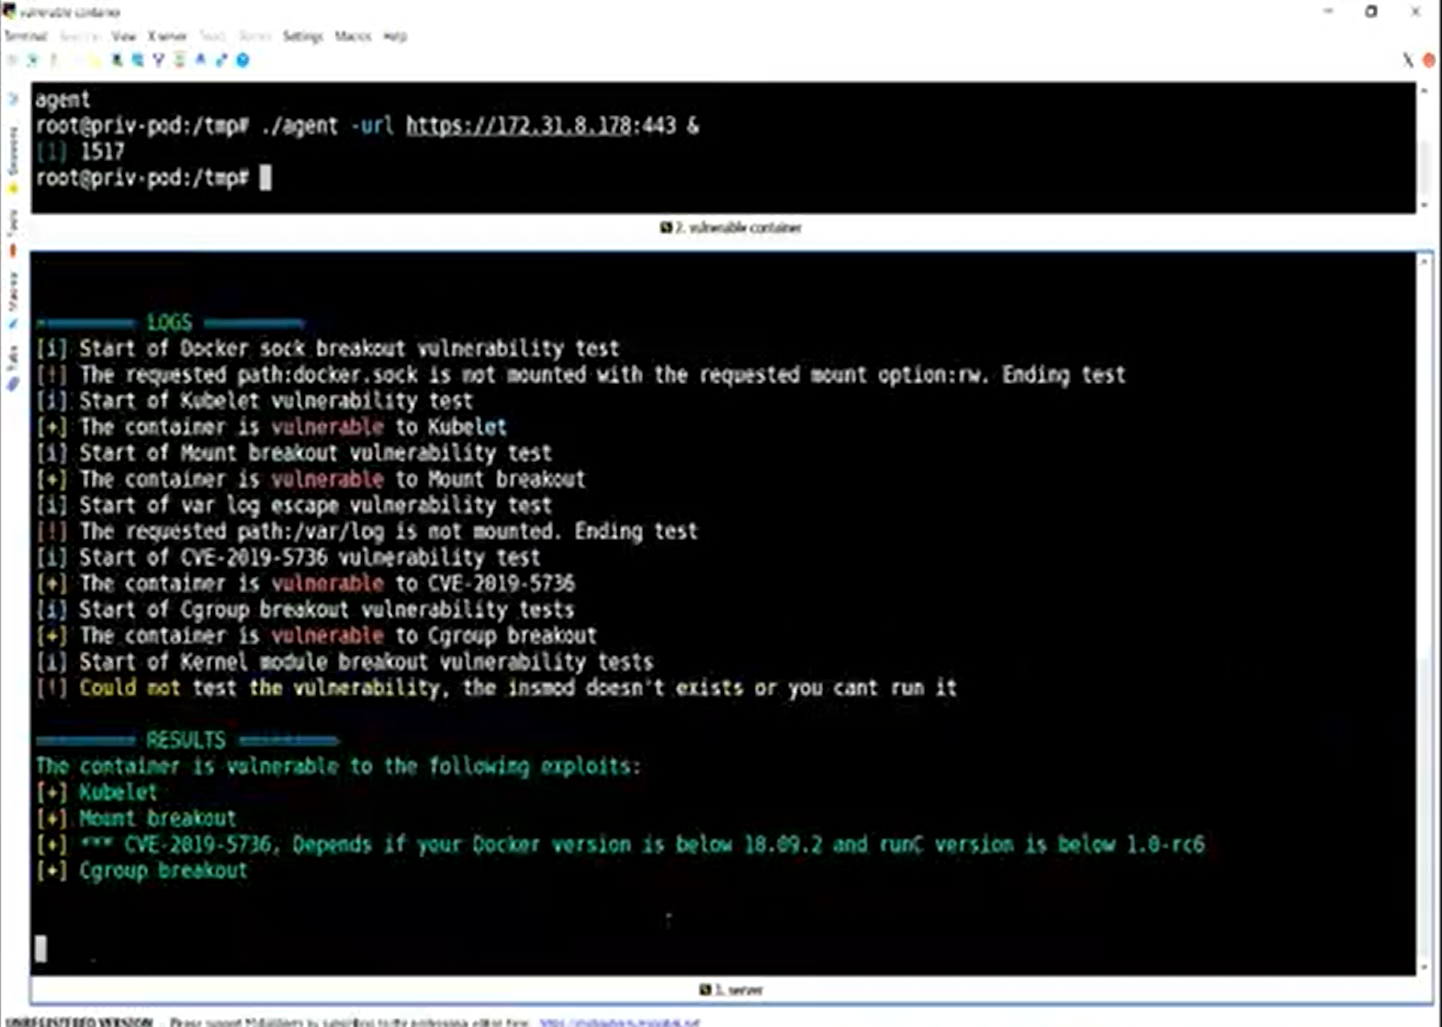 vulnerable container
Terminal View X server Settings Macros Help
agent
root@priv-pod:/tmp# ./agent -url https://172.31.8.178:443 &
[1] 1517
root@priv-pod:/tmp#
2. vulnerable container
LOGS
[i] Start of Docker sock breakout vulnerability test
[!] The requested path:docker.sock is not mounted with the requested mount option:rw. Ending test
[i] Start of Kubelet vulnerability test
[+] The container is vulnerable to Kubelet
[i] Start of Mount breakout vulnerability test
[+] The container is vulnerable to Mount breakout
[i] Start of var log escape vulnerability test
[!] The requested path:/var/log is not mounted. Ending test
[i] Start of CVE-2019-5736 vulnerability test
[+] The container is vulnerable to CVE-2019-5736
[i] Start of Cgroup breakout vulnerability tests
[+] The container is vulnerable to Cgroup breakout
[i] Start of Kernel module breakout vulnerability tests
[!] Could not test the vulnerability, the insmod doesn't exists or you cant run it
RESULTS
The container is vulnerable to the following exploits:
[+] Kubelet
[+] Mount breakout
[+] *** CVE-2019-5736, Depends if your Docker version is below 18.09.2 and runC version is below 1.0-rc6
[+] Cgroup breakout
server
UNREGISTERED VERSION - Please support MobaXterm by subscribing to the professional edition here: